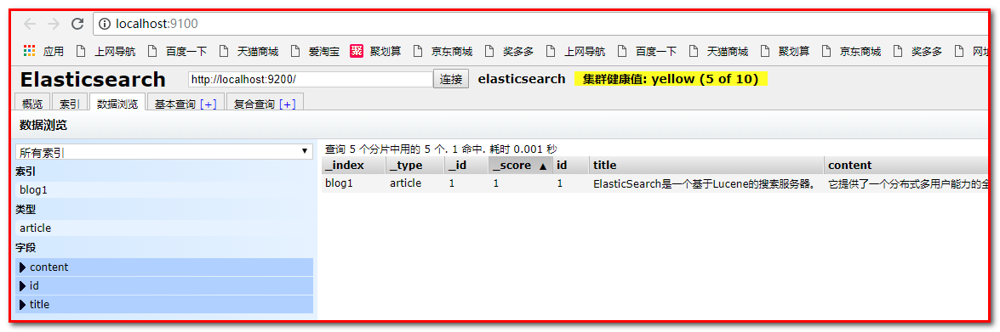 localhost:9100
应用 上网导航 百度一下 天猫商城 爱淘宝 聚 聚划算 京东商城 奖多多 上网导航 百度一下 天猫商城 聚划算 京东商城 奖多多 网址
Elasticsearch http://localhost:9200/ 连接 elasticsearch 集群健康值: yellow (5 of 10)
概览 索引 数据浏览 基本查询 [+] 复合查询 [+]
数据浏览
所有索引
索引
blog1
类型
article
字段
content
id
title
查询 5 个分片中用的 5 个. 1 命中. 耗时 0.001 秒
_index _type _id _score ▲ id title content
blog1 article 1 1 1 ElasticSearch是一个基于Lucene的搜索服务器。 它提供了一个分布式多用户能力的全